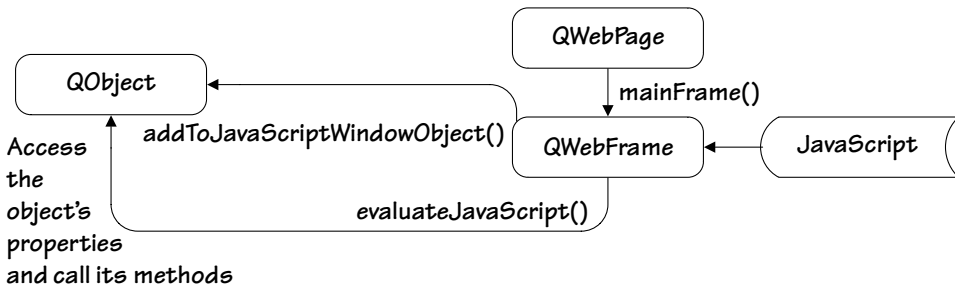 QWebPage
QObject
mainFrame()
addToJavaScriptWindowObject()
QWebFrame
JavaScript
Access
the
object's
properties
and call its methods
evaluateJavaScript()